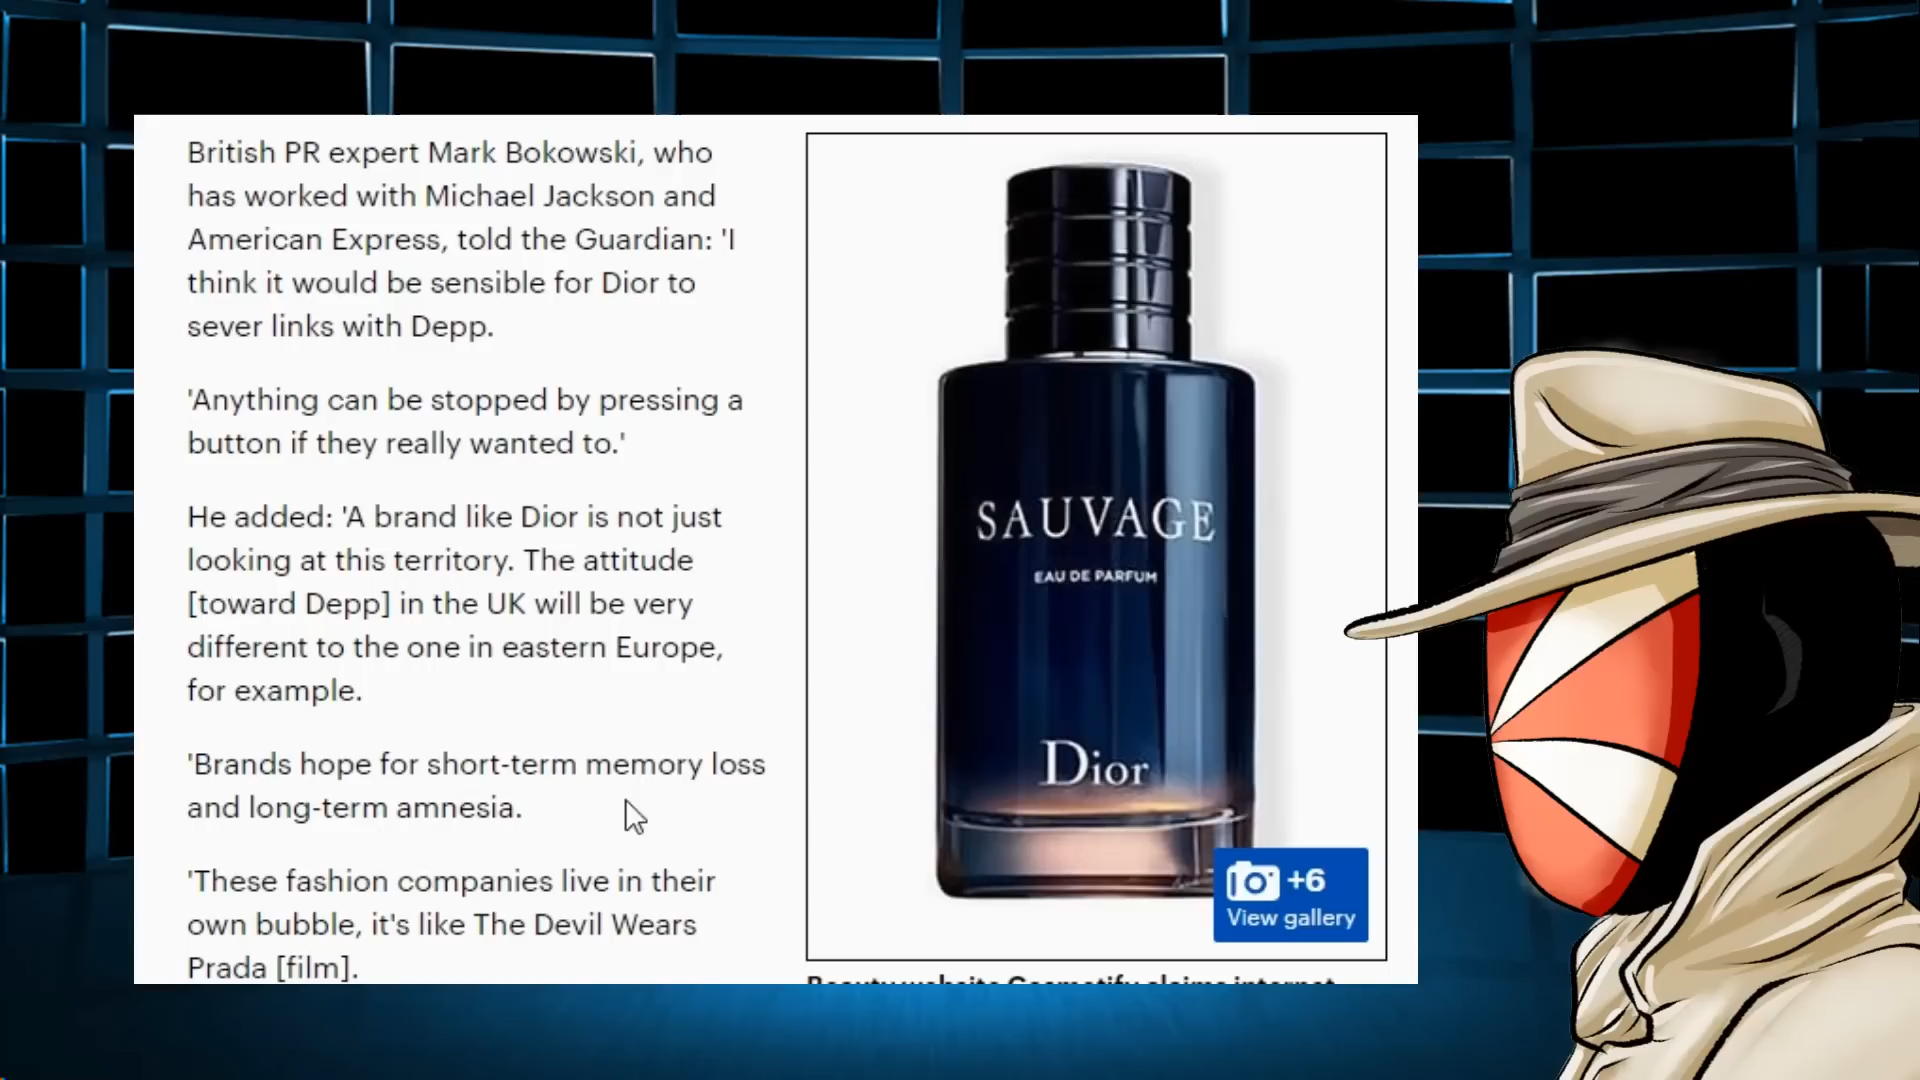 British PR expert Mark Bokowski, who
has worked with Michael Jackson and
American Express, told the Guardian: 'I
think it would be sensible for Dior to
sever links with Depp.
'Anything can be stopped by pressing a
button if they really wanted to.'
He added: 'A brand like Dior is not just
looking at this territory. The attitude
[toward Depp] in the UK will be very
different to the one in eastern Europe,
for example.
'Brands hope for short-term memory loss
and long-term amnesia.
'These fashion companies live in their
own bubble, it's like The Devil Wears
Prada [film].
SAUVAGE
EAU DE PARFUM
Dior
+6
View gallery
Beauty website Cosmetify claims internet